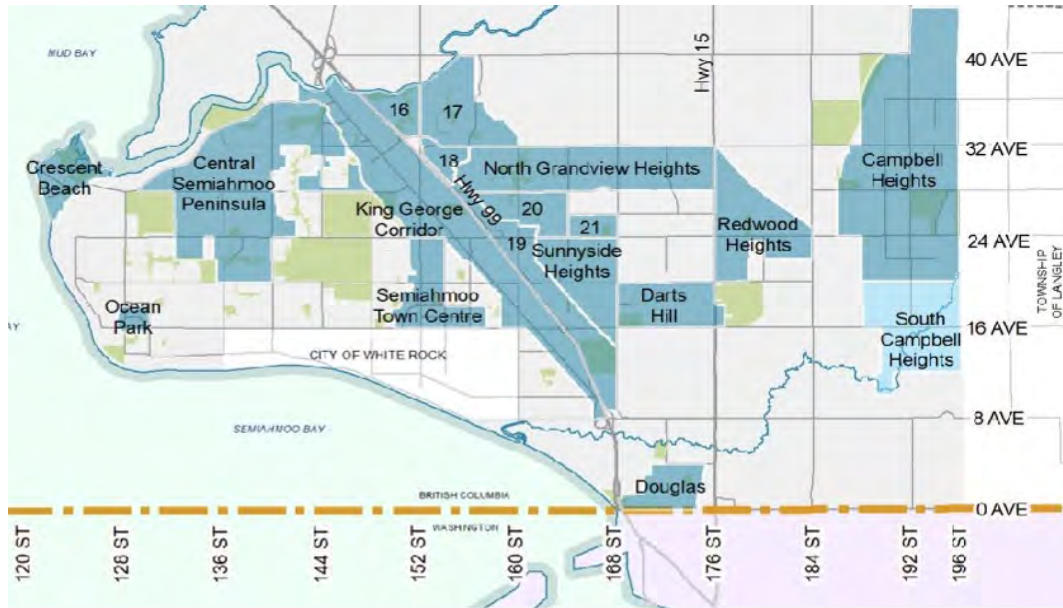 MUD BAY
Hwy 15
40 AVE
16
17
Crescent
Beach
Central
Semiahmoo
Peninsula
18
North Grandview Heights
32 AVE
Campbell
Heights
King George
Corridor
Hwy 99
20
21
19
Sunnyside
Heights
Redwood
Heights
24 AVE
TOWNSHIP
OF LANGLEY
Ocean
Park
Semiahmoo
Town Centre
Darts
Hill
South
Campbell
Heights
16 AVE
AY
CITY OF WHITE ROCK
8 AVE
SEMIAHMOO BAY
Douglas
BRITISH COLUMBIA
0 AVE
WASHINGTON
120 ST
128 ST
136 ST
144 ST
152 ST
160 ST
168 ST
176 ST
184 ST
192 ST
196 ST